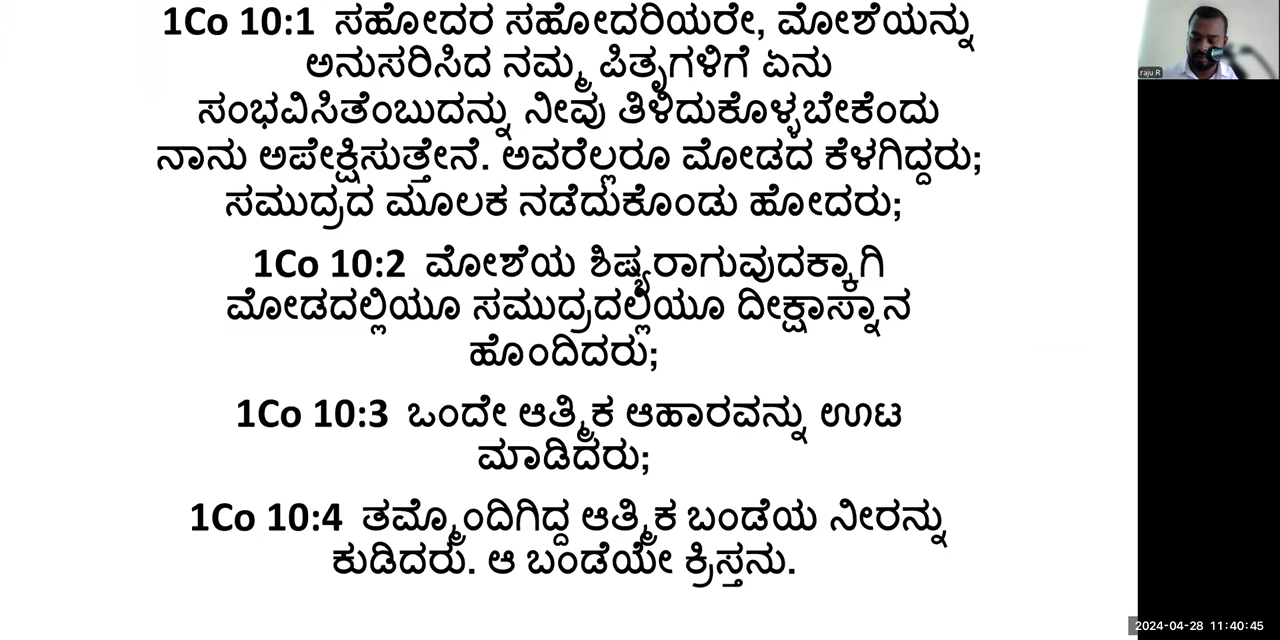 1Co 10:1 ಸಹೋದರ ಸಹೋದರಿಯರೇ, ಮೋಶೆಯನ್ನು
ಅನುಸರಿಸಿದ ನಮ್ಮ ಪಿತೃಗಳಿಗೆ ಏನು
ಸಂಭವಿಸಿತೆಂಬುದನ್ನು ನೀವು ತಿಳಿದುಕೊಳ್ಳಬೇಕೆಂದು
ನಾನು ಅಪೇಕ್ಷಿಸುತ್ತೇನೆ. ಅವರೆಲ್ಲರೂ ಮೋಡದ ಕೆಳಗಿದ್ದರು;
ಸಮುದ್ರದ ಮೂಲಕ ನಡೆದುಕೊಂಡು ಹೋದರು;
1Co 10:2 ಮೋಶೆಯ ಶಿಷ್ಯರಾಗುವುದಕ್ಕಾಗಿ
ಮೋಡದಲ್ಲಿಯೂ ಸಮುದ್ರದಲ್ಲಿಯೂ ದೀಕ್ಷಾಸ್ನಾನ
ಹೊಂದಿದರು;
1Co 10:3 ಒಂದೇ ಆತ್ಮಿಕ ಆಹಾರವನ್ನು ಊಟ
ಮಾಡಿದರು;
1Co 10:4 ತಮ್ಮೊಂದಿಗಿದ್ದ ಆತ್ಮಿಕ ಬಂಡೆಯ ನೀರನ್ನು
ಕುಡಿದರು. ಆ ಬಂಡೆಯೇ ಕ್ರಿಸ್ತನು.
raju R
2024-04-28 11:40:45